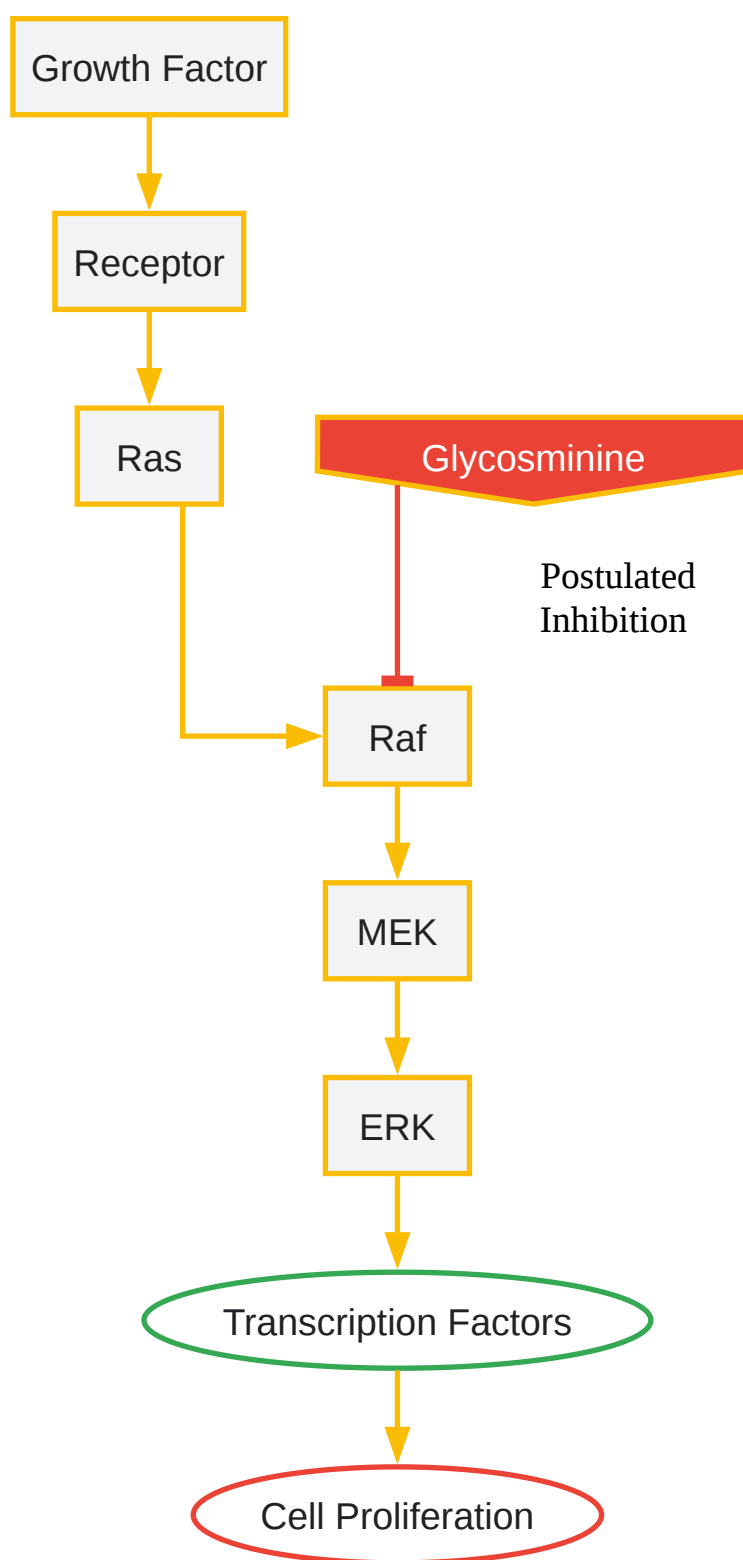 Growth Factor
Receptor
Ras
Glycosminine
Postulated
Inhibition
Raf
MEK
ERK
Transcription Factors
Cell Proliferation